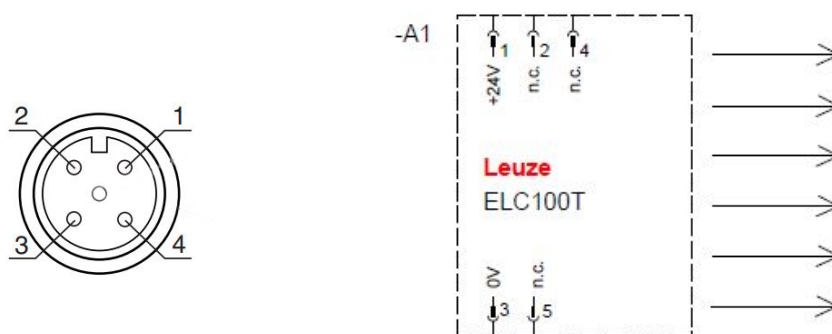 2 1
3 4
-A1
1 2 4
+24V n.c. n.c.
Leuze
ELC100T
0V n.c.
3 5